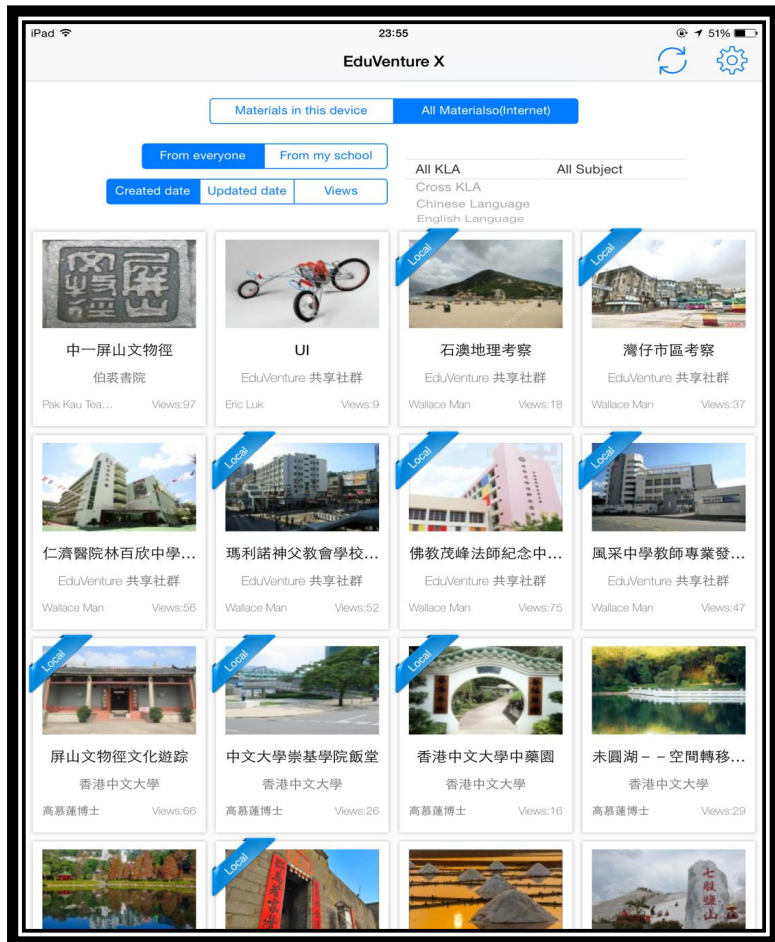 iPad
23:55
51%
EduVenture X
Materials in this device
All Materialso(Internet)
From everyone
From my school
Created date
Updated date
Views
All KLA
All Subject
Cross KLA
Chinese Language
English Language
中一屏山文物徑
伯裘書院
Pak Kau Tea...
Views:97
UI
EduVenture 共享社群
Eric Luk
Views:9
Local
石澳地理考察
EduVenture 共享社群
Wallace Man
Views:18
Local
灣仔市區考察
EduVenture 共享社群
Wallace Man
Views:37
仁濟醫院林百欣中學...
EduVenture 共享社群
Wallace Man
Views:56
Local
瑪利諾神父教會學校...
EduVenture 共享社群
Wallace Man
Views:52
Local
佛教茂峰法師紀念中...
EduVenture 共享社群
Wallace Man
Views:75
Local
風采中學教師專業發...
EduVenture 共享社群
Wallace Man
Views:47
Local
屏山文物徑文化遊踪
香港中文大學
高慕蓮博士
Views:66
Local
中文大學崇基學院飯堂
香港中文大學
高慕蓮博士
Views:26
Local
香港中文大學中藥園
香港中文大學
高慕蓮博士
Views:16
未圓湖－－空間轉移...
香港中文大學
高慕蓮博士
Views:29
Local
七股鹽山